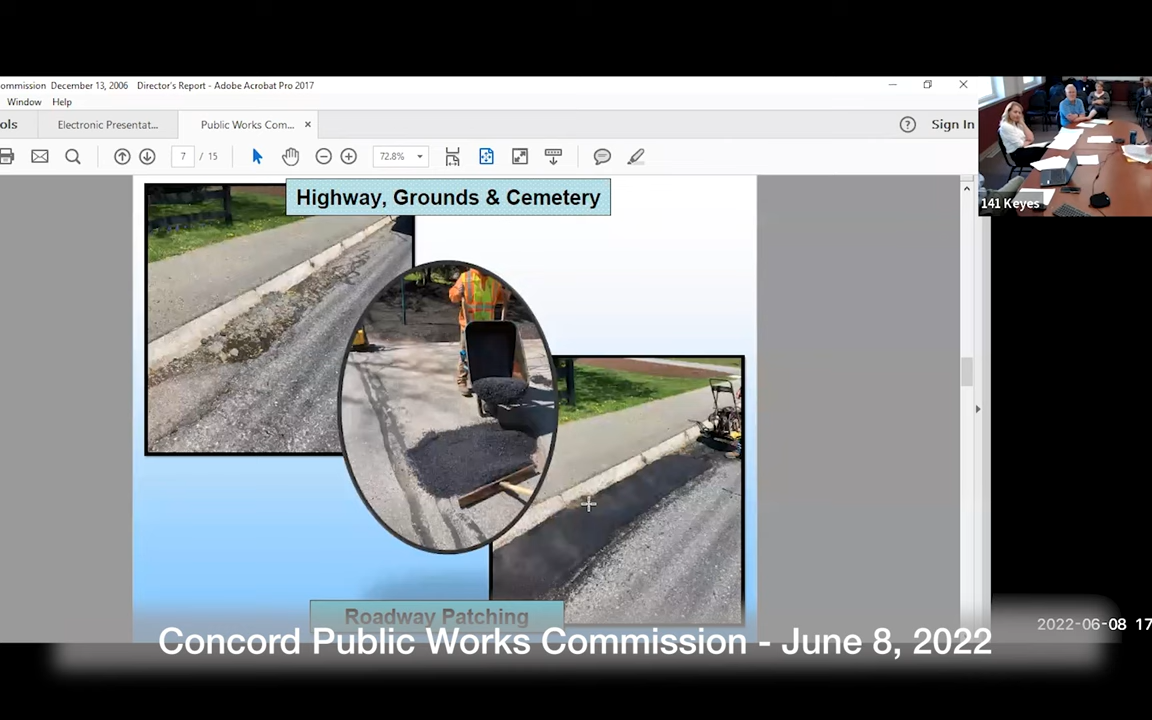 ommission December 13, 2006 Director's Report - Adobe Acrobat Pro 2017
Window Help
ols Electronic Presentat... Public Works Com... × Sign In
7 / 15 72.8%
141 Keyes
Highway, Grounds & Cemetery
Roadway Patching
Concord Public Works Commission - June 8, 2022
2022-06-08 17